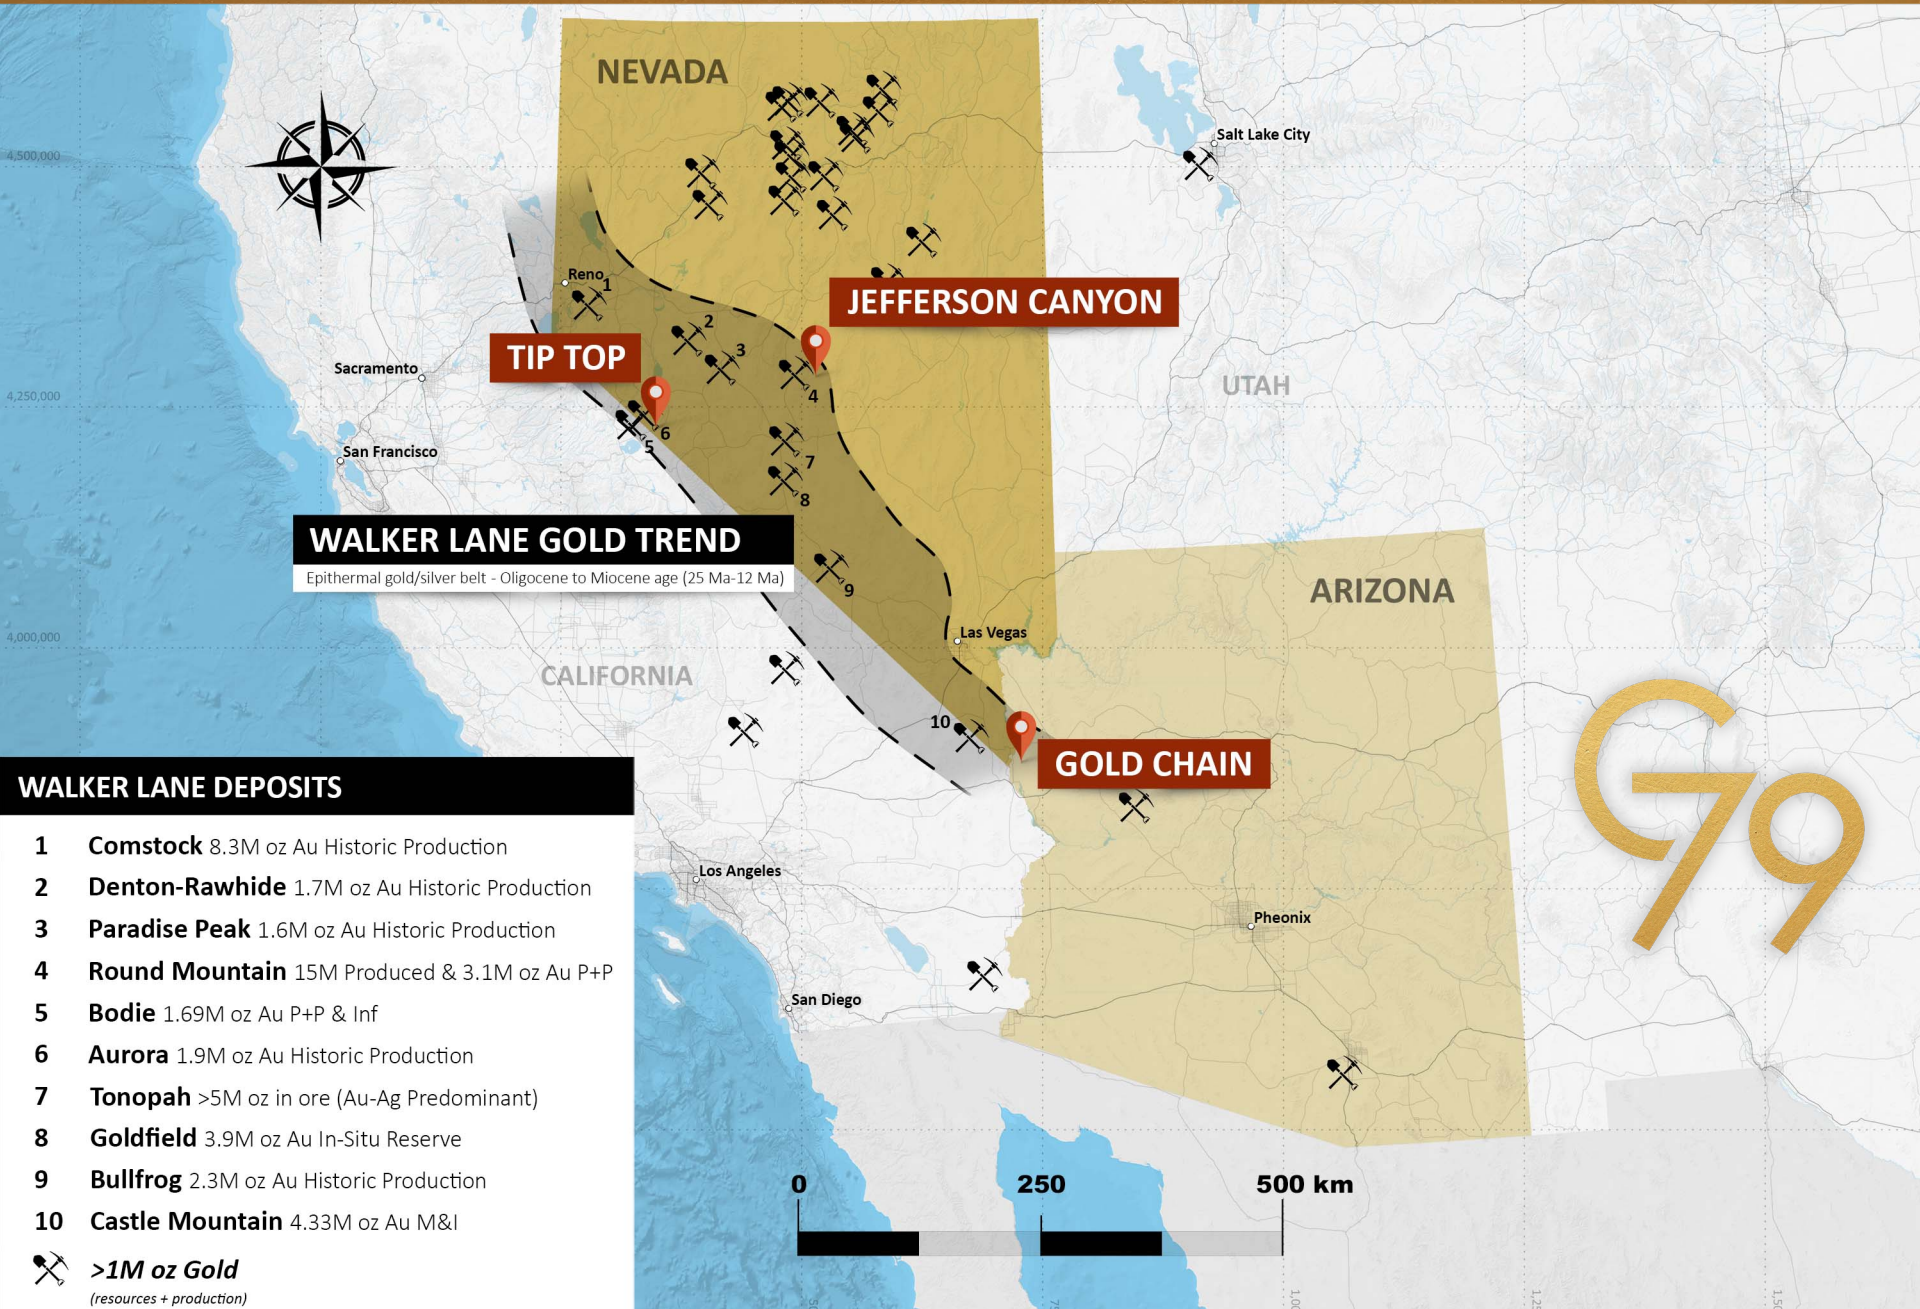 NEVADA
Salt Lake City
4,500,000
Reno
1
JEFFERSON CANYON
2
TIP TOP
3
Sacramento
4
UTAH
4,250,000
6
5
San Francisco
7
8
WALKER LANE GOLD TREND
Epithermal gold/silver belt - Oligocene to Miocene age (25 Ma-12 Ma)
9
ARIZONA
4,000,000
Las Vegas
CALIFORNIA
10
GOLD CHAIN
G79
WALKER LANE DEPOSITS
1 Comstock 8.3M oz Au Historic Production
2 Denton-Rawhide 1.7M oz Au Historic Production
3 Paradise Peak 1.6M oz Au Historic Production
4 Round Mountain 15M Produced & 3.1M oz Au P+P
5 Bodie 1.69M oz Au P+P & Inf
6 Aurora 1.9M oz Au Historic Production
7 Tonopah >5M oz in ore (Au-Ag Predominant)
8 Goldfield 3.9M oz Au In-Situ Reserve
9 Bullfrog 2.3M oz Au Historic Production
10 Castle Mountain 4.33M oz Au M&I
>1M oz Gold
(resources + production)
Los Angeles
Pheonix
San Diego
0 250 500 km